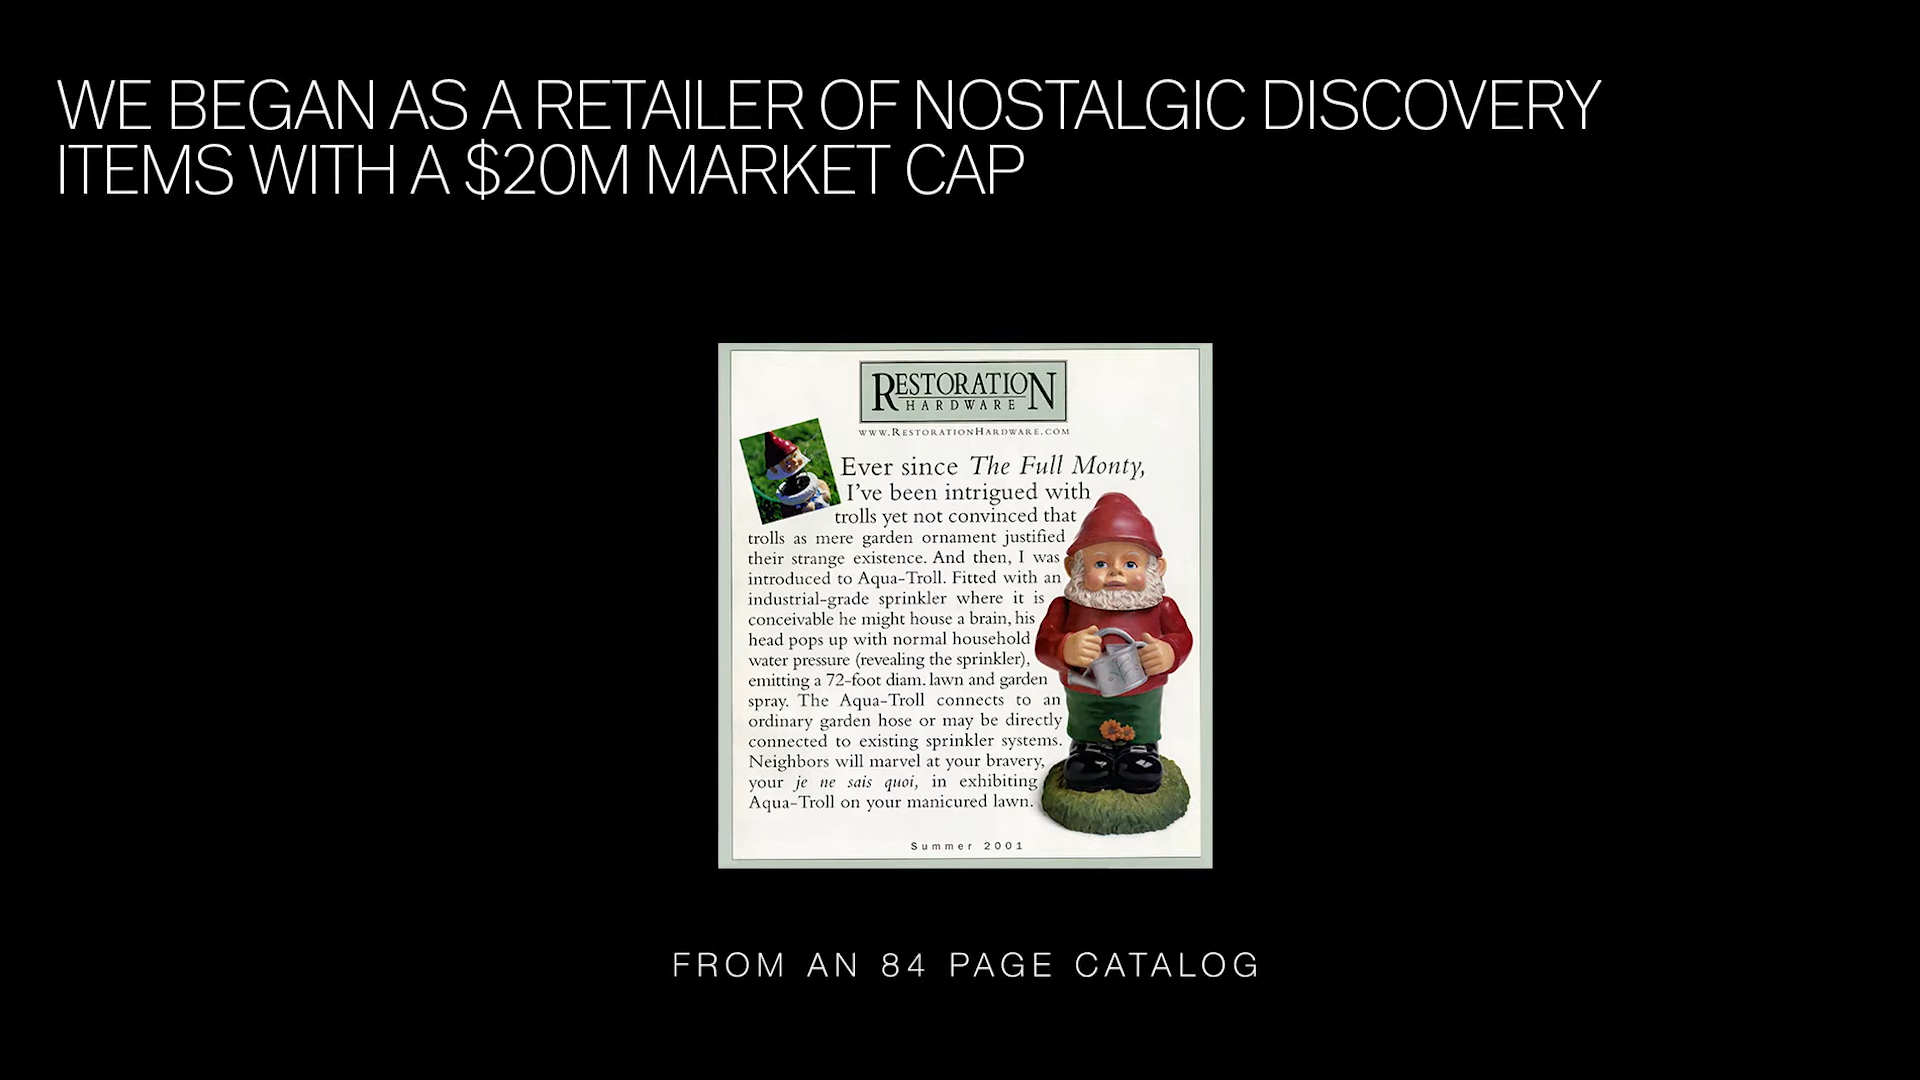 WE BEGAN AS A RETAILER OF NOSTALGIC DISCOVERY
ITEMS WITH A $20M MARKET CAP
RESTORATION
HARDWARE
WWW.RESTORATIONHARDWARE.COM
Ever since The Full Monty,
I've been intrigued with
trolls yet not convinced that
trolls as mere garden ornament justified
their strange existence. And then, I was
introduced to Aqua-Troll. Fitted with an
industrial-grade sprinkler where it is
conceivable he might house a brain, his
head pops up with normal household
water pressure (revealing the sprinkler),
emitting a 72-foot diam. lawn and garden
spray. The Aqua-Troll connects to an
ordinary garden hose or may be directly
connected to existing sprinkler systems.
Neighbors will marvel at your bravery,
your je ne sais quoi, in exhibiting
Aqua-Troll on your manicured lawn.
Summer 2001
FROM AN 84 PAGE CATALOG